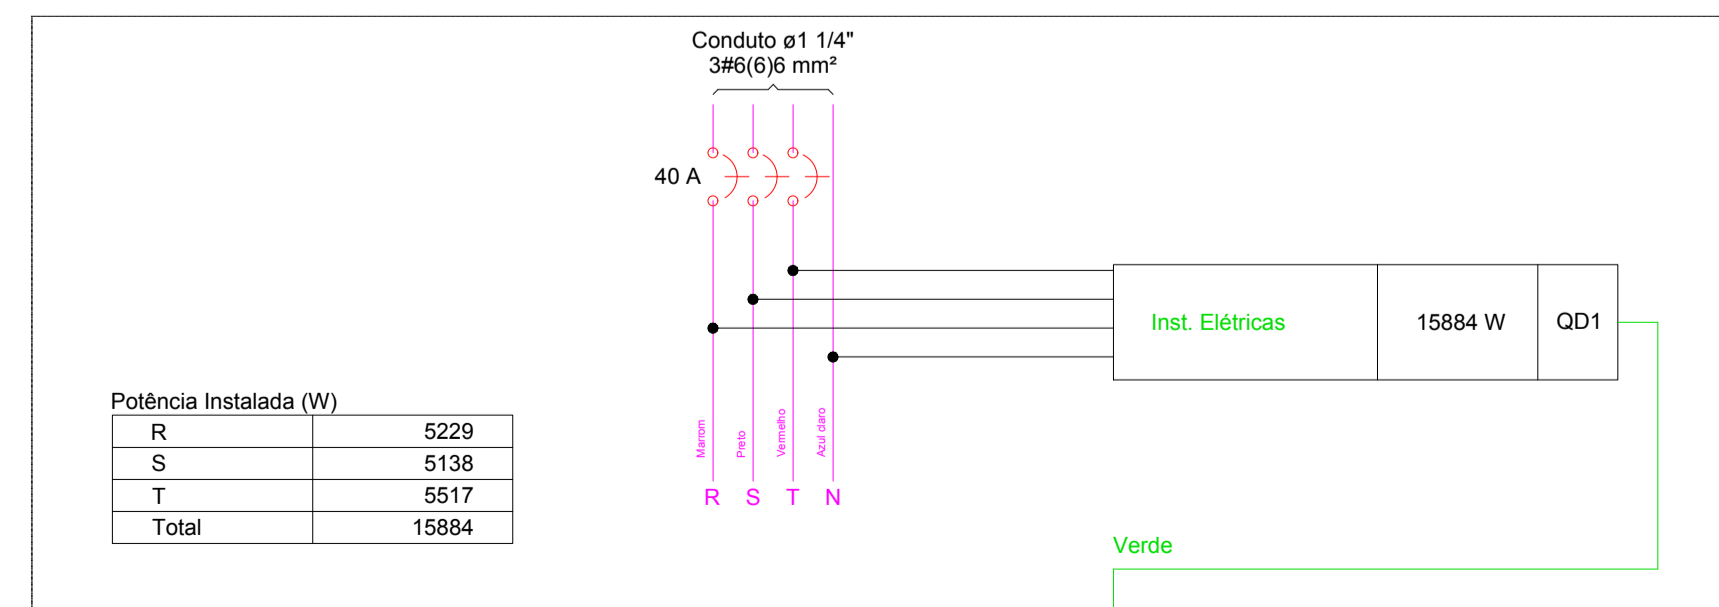 Conduto ø1 1/4"
3#6(6)6 mm²
40 A
Inst. Elétricas 15884 W QD1
Potência Instalada (W)
R 5229
S 5138
T 5517
Total 15884
Marrom
Preto
Vermelho
Azul claro
R S T N
Verde